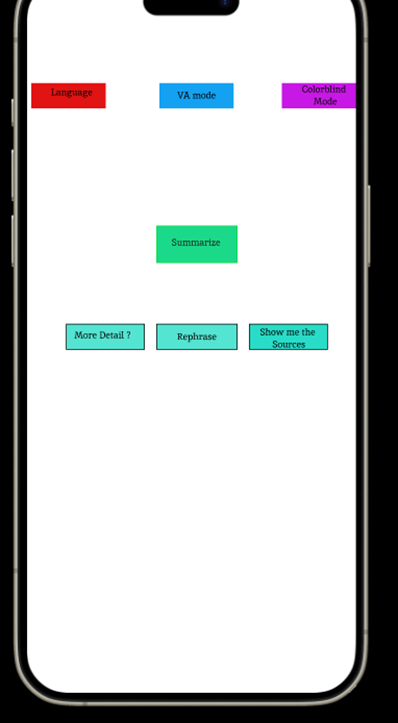 Language
VA mode
Colorblind
Mode
Summarize
More Detail ?
Rephrase
Show me the
Sources